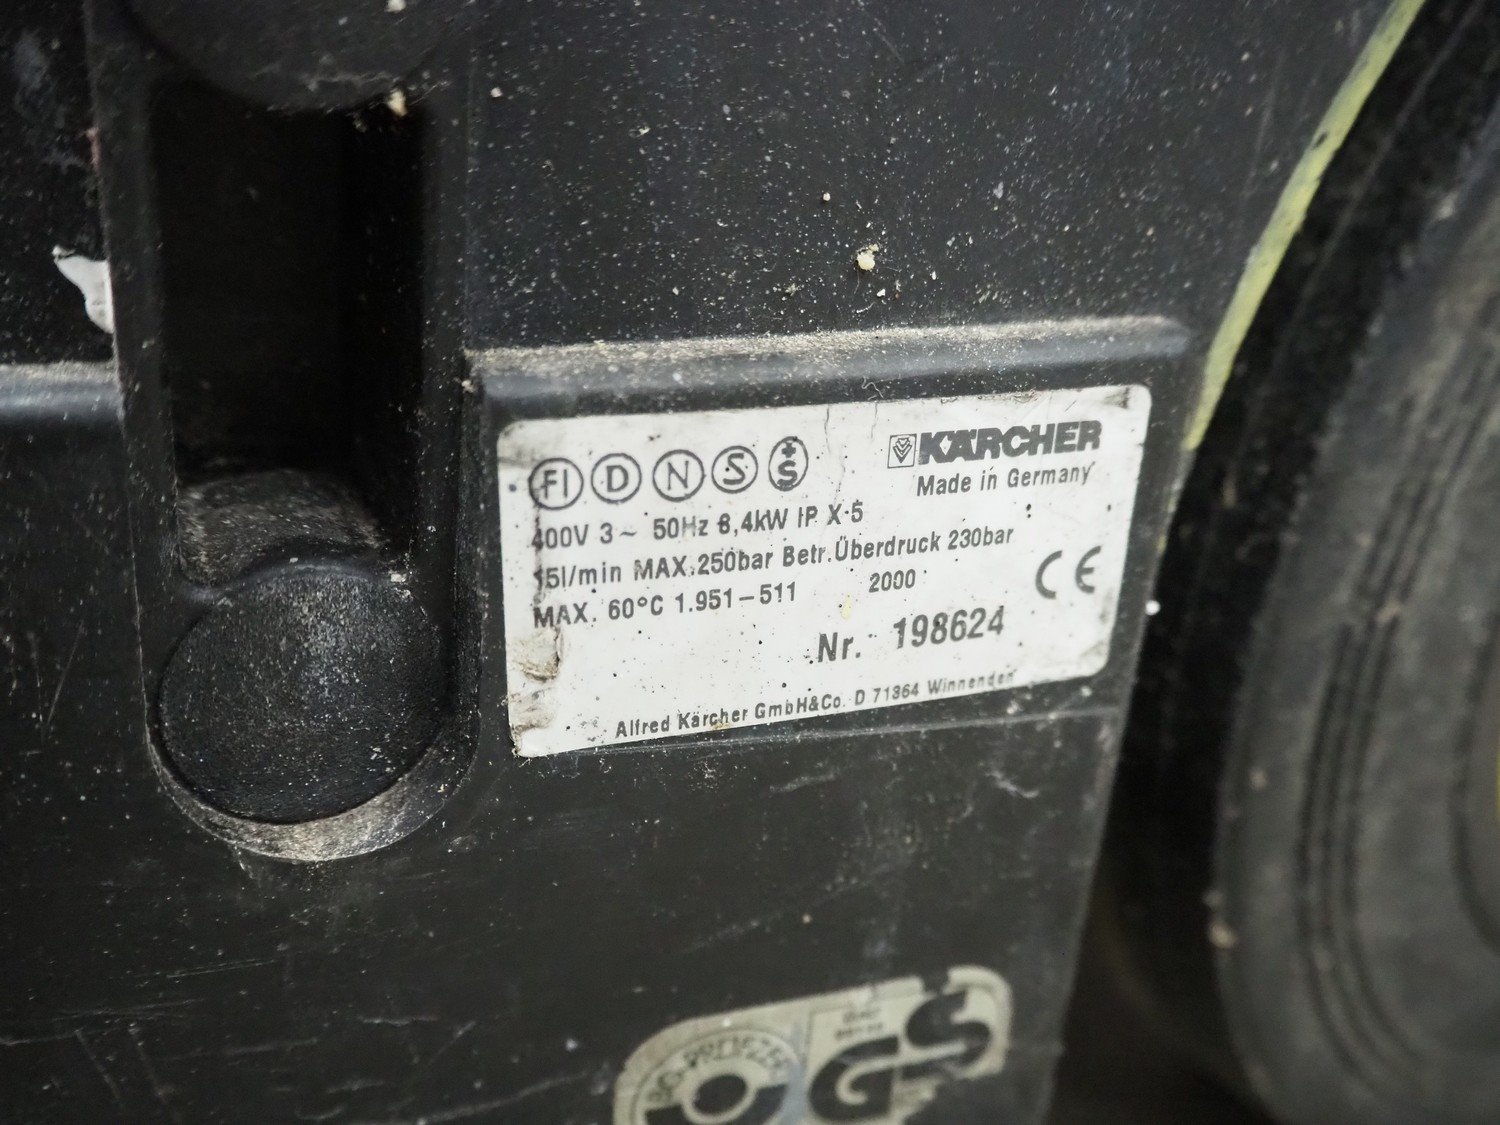 FI D N S +S
KÄRCHER
Made in Germany
400V 3~ 50Hz 8,4kW IP X-5
15l/min MAX.250bar Betr.Überdruck 230bar
MAX. 60°C 1.951-511 2000
CE
Nr. 198624
Alfred Kärcher GmbH&Co. D 71364 Winnenden
GS